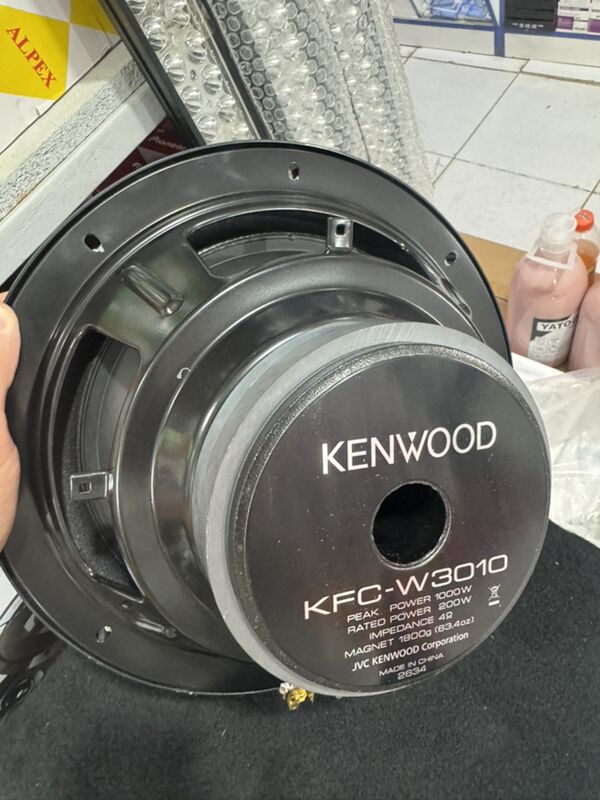 ALPEX
Pioneer
KENWOOD
KFC-W3010
PEAK POWER 1000W
RATED POWER 200W
IMPEDANCE 4Ω
MAGNET 1800g (63.4oz)
JVC KENWOOD Corporation
MADE IN CHINA
2634
YATO